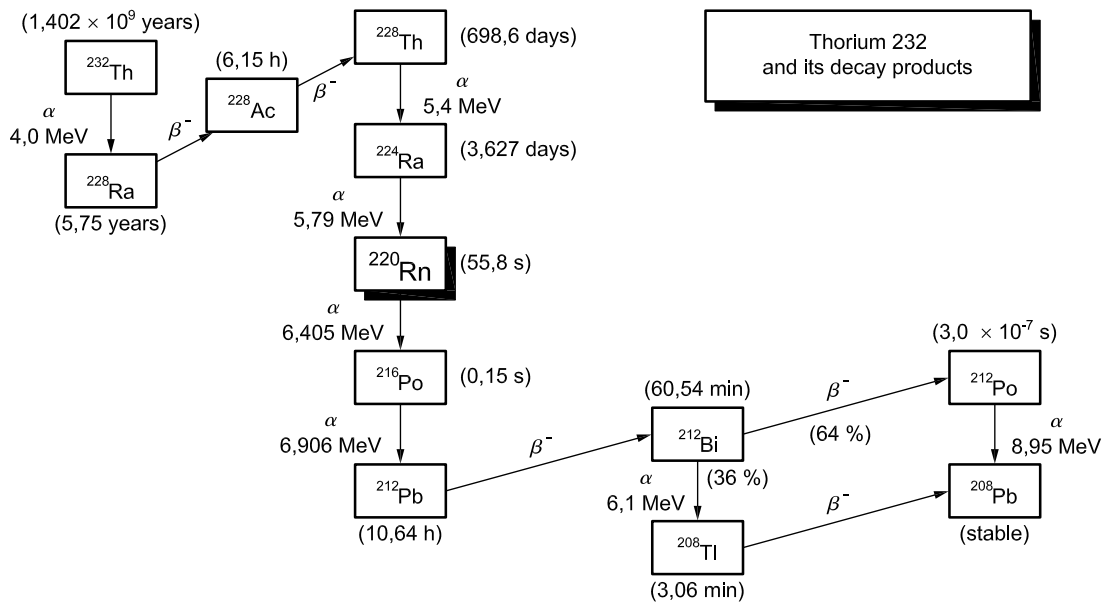 (1,402 × 10⁹ years)
²³²Th
α
4,0 MeV
²²⁸Ra
(5,75 years)
β⁻
(6,15 h)
²²⁸Ac
β⁻
²²⁸Th
(698,6 days)
α
5,4 MeV
²²⁴Ra
(3,627 days)
α
5,79 MeV
²²⁰Rn
(55,8 s)
α
6,405 MeV
²¹⁶Po
(0,15 s)
α
6,906 MeV
²¹²Pb
(10,64 h)
β⁻
(60,54 min)
²¹²Bi
β⁻
(64 %)
(36 %)
α
6,1 MeV
²⁰⁸Tl
(3,06 min)
β⁻
(3,0 × 10⁻⁷ s)
²¹²Po
α
8,95 MeV
²⁰⁸Pb
(stable)
Thorium 232
and its decay products